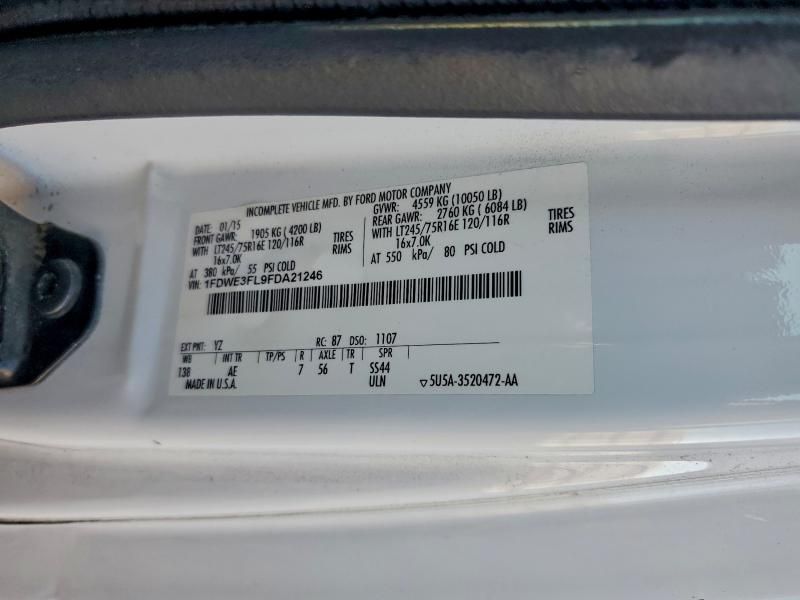 INCOMPLETE VEHICLE MFD. BY FORD MOTOR COMPANY
DATE: 01/15 GVWR: 4559 KG (10050 LB)
FRONT GAWR: 1905 KG ( 4200 LB) REAR GAWR: 2760 KG ( 6084 LB)
WITH LT245/75R16E 120/116R TIRES WITH LT245/75R16E 120/116R TIRES
16x7.0K RIMS 16x7.0K RIMS
AT 380 kPa/ 55 PSI COLD AT 550 kPa/ 80 PSI COLD
VIN: 1FDWE3FL9FDA21246
EXT PNT: YZ RC: 87 DSO: 1107
WB INT TR TP/PS R AXLE TR SPR
138 AE 7 56 T SS44
MADE IN U.S.A. ULN ▽5U5A-3520472-AA